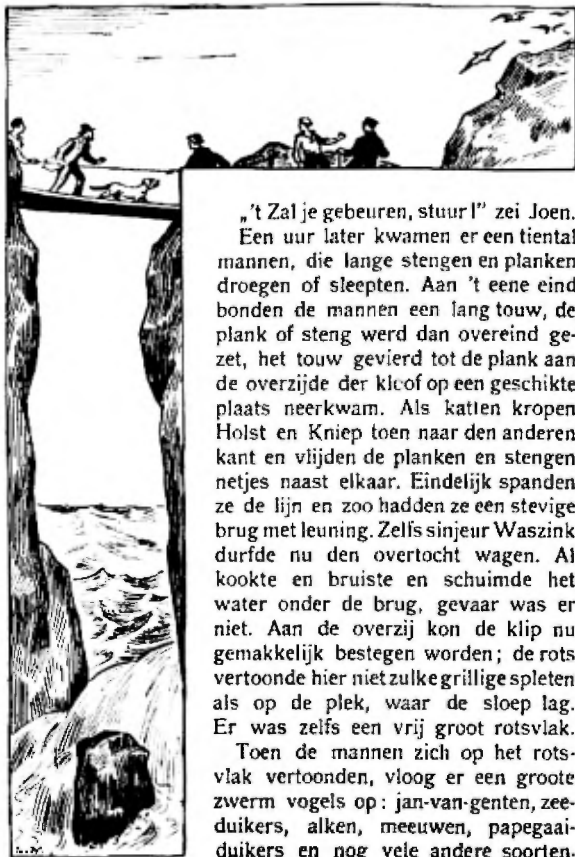 „'t Zal je gebeuren, stuur!" zei Joen.
Een uur later kwamen er een tiental
mannen, die lange stengen en planken
droegen of sleepten. Aan 't eene eind
bonden de mannen een lang touw, de
plank of steng werd dan overeind ge-
zet, het touw gevierd tot de plank aan
de overzijde der kloof op een geschikte
plaats neerkwam. Als katten kropen
Holst en Kniep toen naar den anderen
kant en vlijden de planken en stengen
netjes naast elkaar. Eindelijk spanden
ze de lijn en zoo hadden ze een stevige
brug met leuning. Zelfs sinjeur Waszink
durfde nu den overtocht wagen. Al
kookte en bruiste en schuimde het
water onder de brug, gevaar was er
niet. Aan de overzij kon de klip nu
gemakkelijk bestegen worden; de rots
vertoonde hier niet zulke grillige spleten
als op de plek, waar de sloep lag.
Er was zelfs een vrij groot rotsvlak.
Toen de mannen zich op het rots-
vlak vertoonden, vloog er een groote
zwerm vogels op: jan-van-genten, zee-
duikers, alken, meeuwen, papegaai-
duikers en nog vele andere soorten.